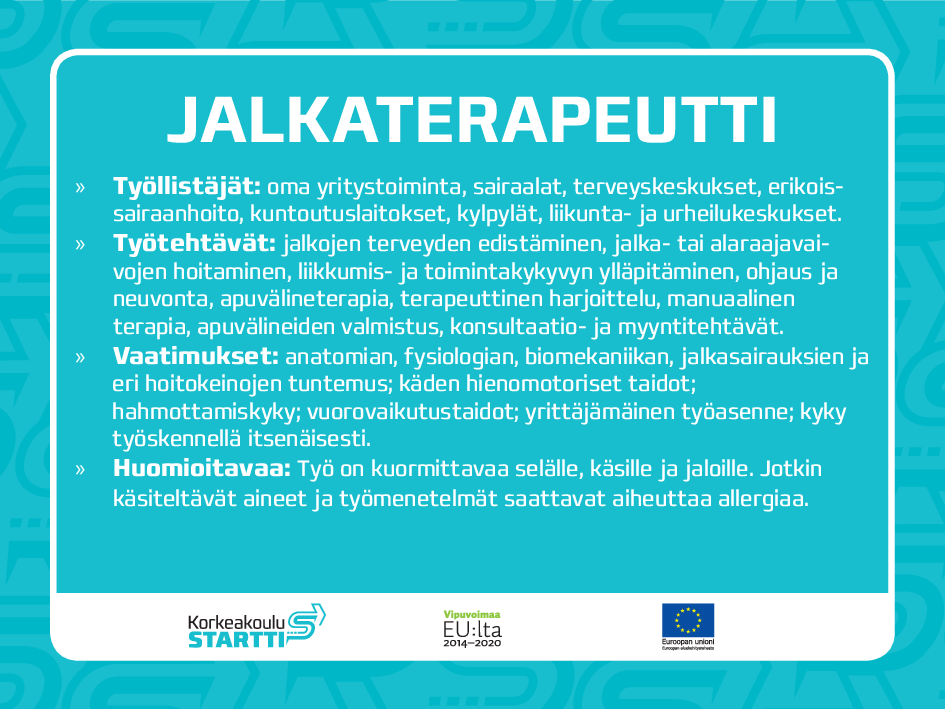 JALKATERAPEUTTI
» Työllistäjät: oma yritystoiminta, sairaalat, terveyskeskukset, erikois-
sairaanhoito, kuntoutuslaitokset, kylpylät, liikunta- ja urheilukeskukset.
» Työtehtävät: jalkojen terveyden edistäminen, jalka- tai alaraajavai-
vojen hoitaminen, liikkumis- ja toimintakykyvyn ylläpitäminen, ohjaus ja
neuvonta, apuvälineterapia, terapeuttinen harjoittelu, manuaalinen
terapia, apuvälineiden valmistus, konsultaatio- ja myyntitehtävät.
» Vaatimukset: anatomian, fysiologian, biomekaniikan, jalkasairauksien ja
eri hoitokeinojen tuntemus; käden hienomotoriset taidot;
hahmottamiskyky; vuorovaikutustaidot; yrittäjämäinen työasenne; kyky
työskennellä itsenäisesti.
» Huomioitavaa: Työ on kuormittavaa selälle, käsille ja jaloille. Jotkin
käsiteltävät aineet ja työmenetelmät saattavat aiheuttaa allergiaa.
Korkeakoulu
STARTTI
Vipuvoimaa
EU:lta
2014–2020
Euroopan unioni
Euroopan aluekehitysrahasto